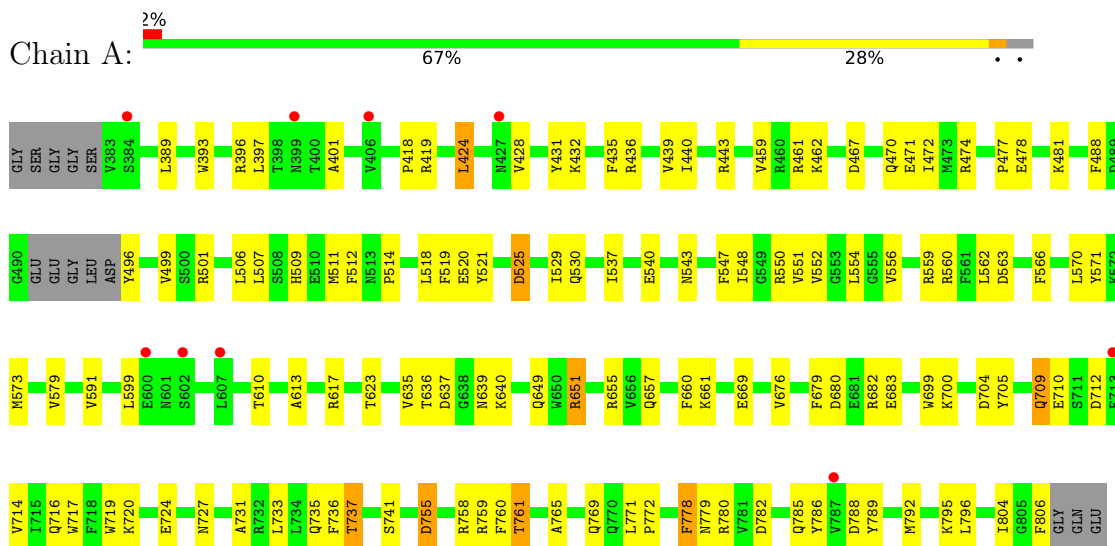 2%
Chain A:
67% 28% • •
GLY SER GLY GLY SER V383 S384 L389 W393 R396 L397 T398 N399 T400 A401 V406 P418 R419 L424 N427 V428 Y431 K432 F435 R436 V439 I440 R443 V459 R460 R461 K462 D467 Q470 E471 I472 M473 R474 P477 E478 K481 F488 D489
G490 GLU GLU GLY LEU ASP Y496 V499 S500 R501 L506 L507 S508 H509 E510 M511 F512 N513 P514 L518 F519 E520 Y521 D525 I529 Q530 I537 E540 N543 F547 I548 G549 R550 V551 V552 G553 L554 G555 V556 R559 R560 F561 L562 D563 F566 L570 Y571 K572
M573 V579 V591 L599 E600 N601 S602 L607 T610 A613 R617 T623 V635 T636 D637 G638 N639 K640 Q649 W650 R651 R655 V656 Q657 F660 K661 E669 V676 F679 D680 E681 R682 E683 W699 K700 D704 Y705 Q709 E710 S711 D712 E713
V714 I715 Q716 W717 F718 W719 K720 E724 N727 A731 R732 L733 L734 Q735 F736 T737 S741 D755 R758 R759 F760 T761 A765 Q769 Q770 L771 P772 F778 N779 R780 V781 D782 Q785 Y786 V787 D788 Y789 M792 K795 L796 I804 G805 F806 GLY GLN GLU